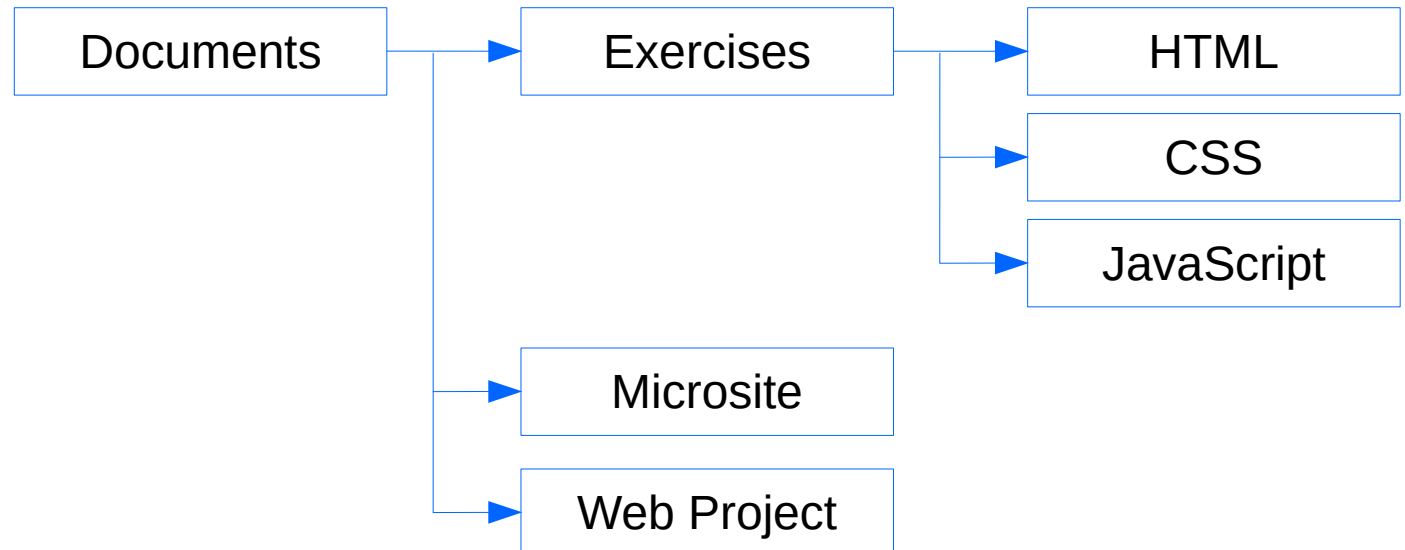 Documents
Exercises
HTML
CSS
JavaScript
Microsite
Web Project